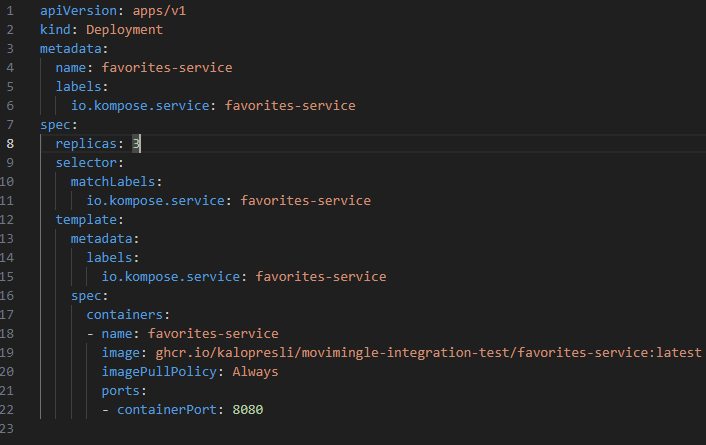 1 apiVersion: apps/v1
2 kind: Deployment
3 metadata:
4   name: favorites-service
5   labels:
6     io.kompose.service: favorites-service
7 spec:
8   replicas: 3
9   selector:
10     matchLabels:
11       io.kompose.service: favorites-service
12   template:
13     metadata:
14       labels:
15         io.kompose.service: favorites-service
16     spec:
17       containers:
18       - name: favorites-service
19         image: ghcr.io/kalopresli/movimingle-integration-test/favorites-service:latest
20         imagePullPolicy: Always
21         ports:
22         - containerPort: 8080
23